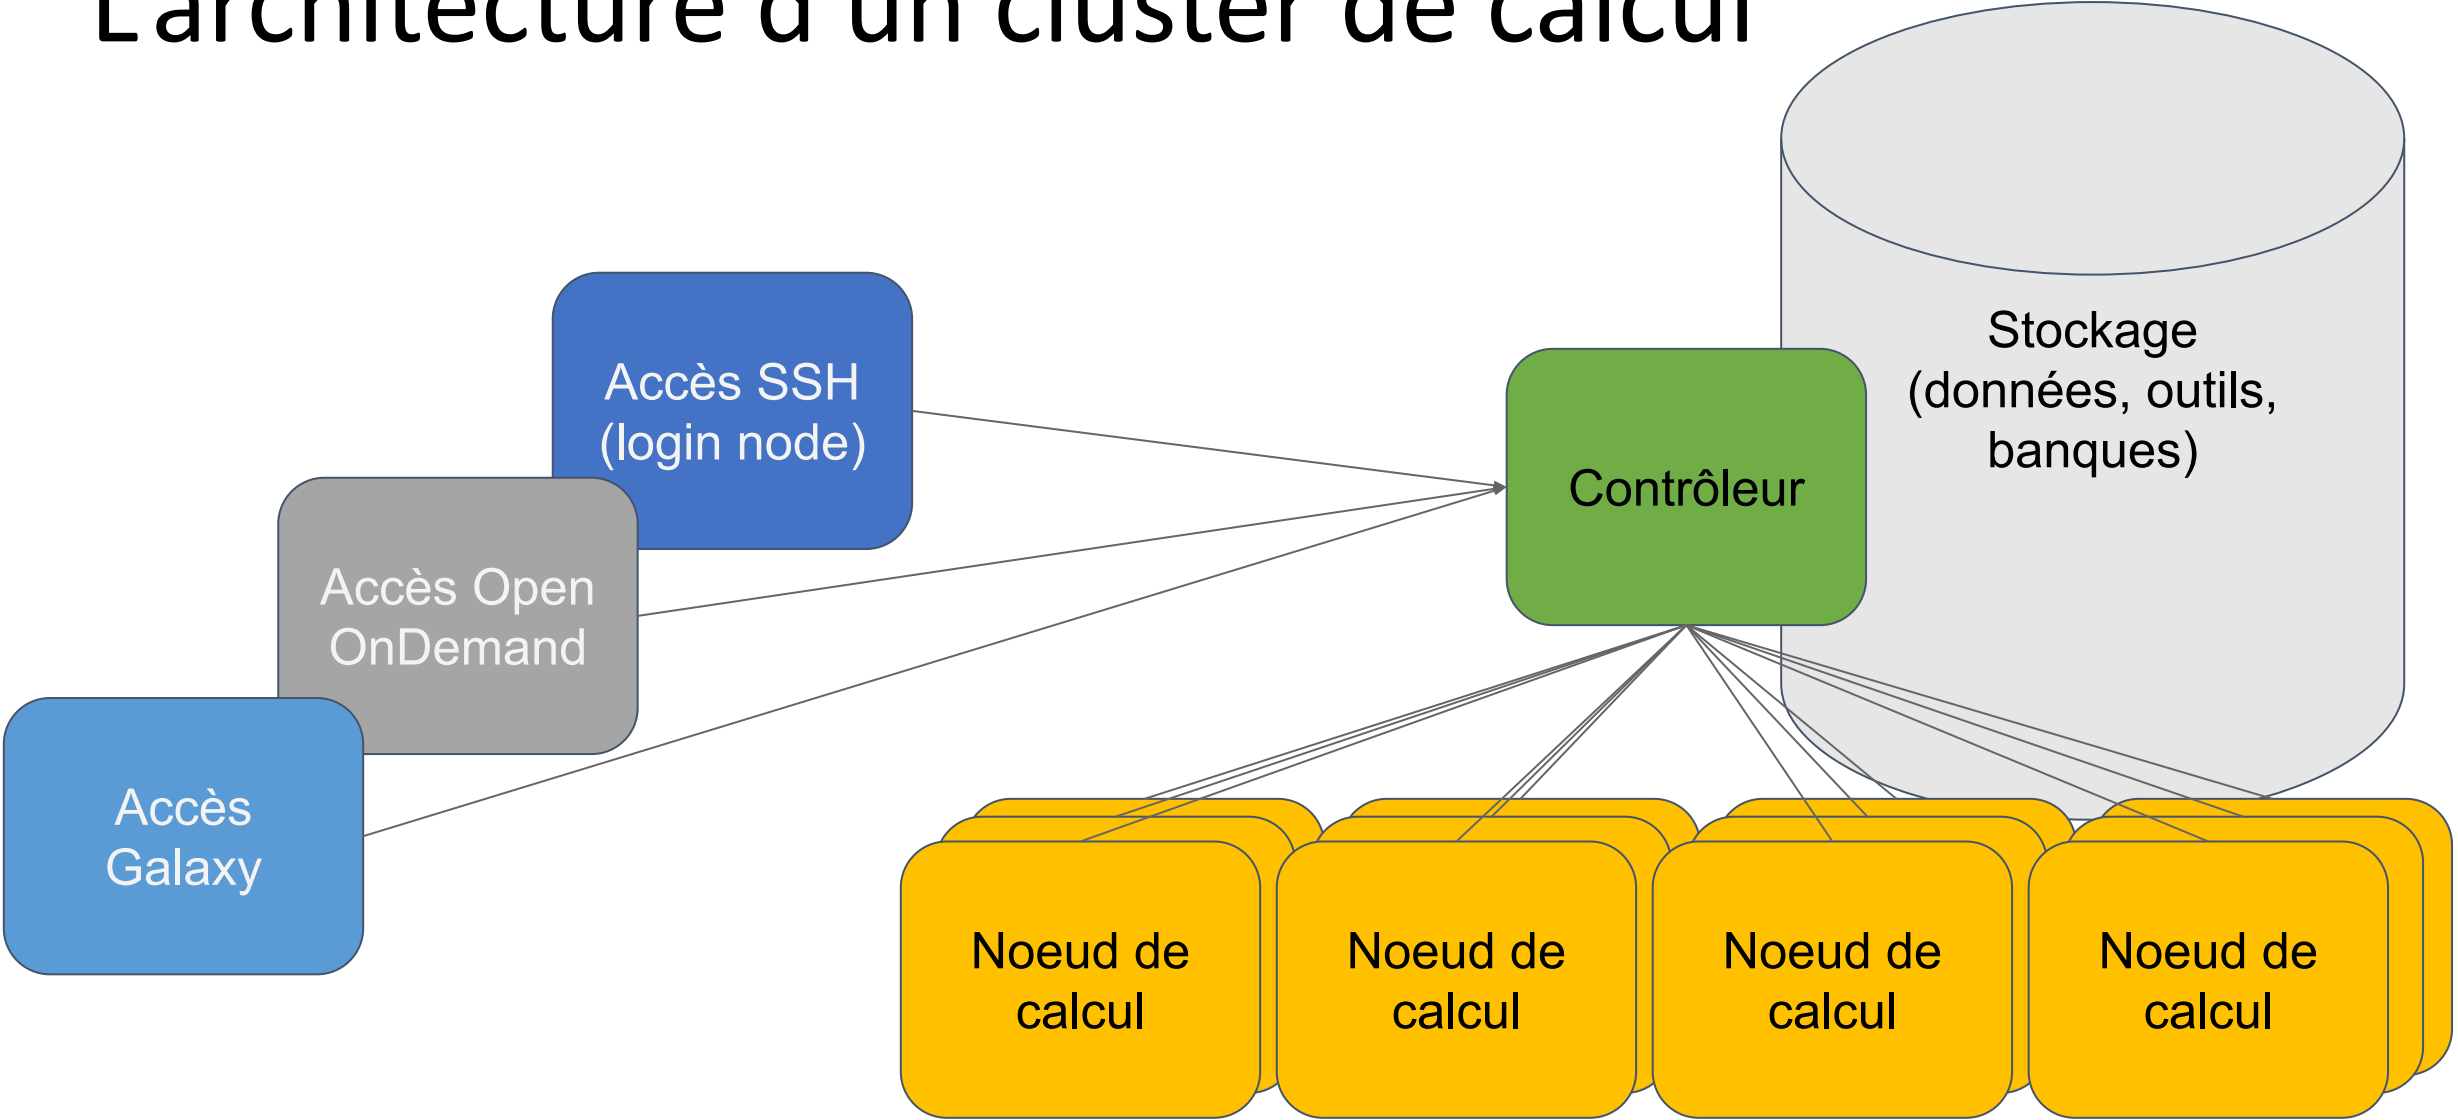 L'architecture d'un cluster de calcul
Stockage
(données, outils,
banques)
Accès SSH
(login node)
Contrôleur
Accès Open
OnDemand
Accès
Galaxy
Noeud de
calcul
Noeud de
calcul
Noeud de
calcul
Noeud de
calcul